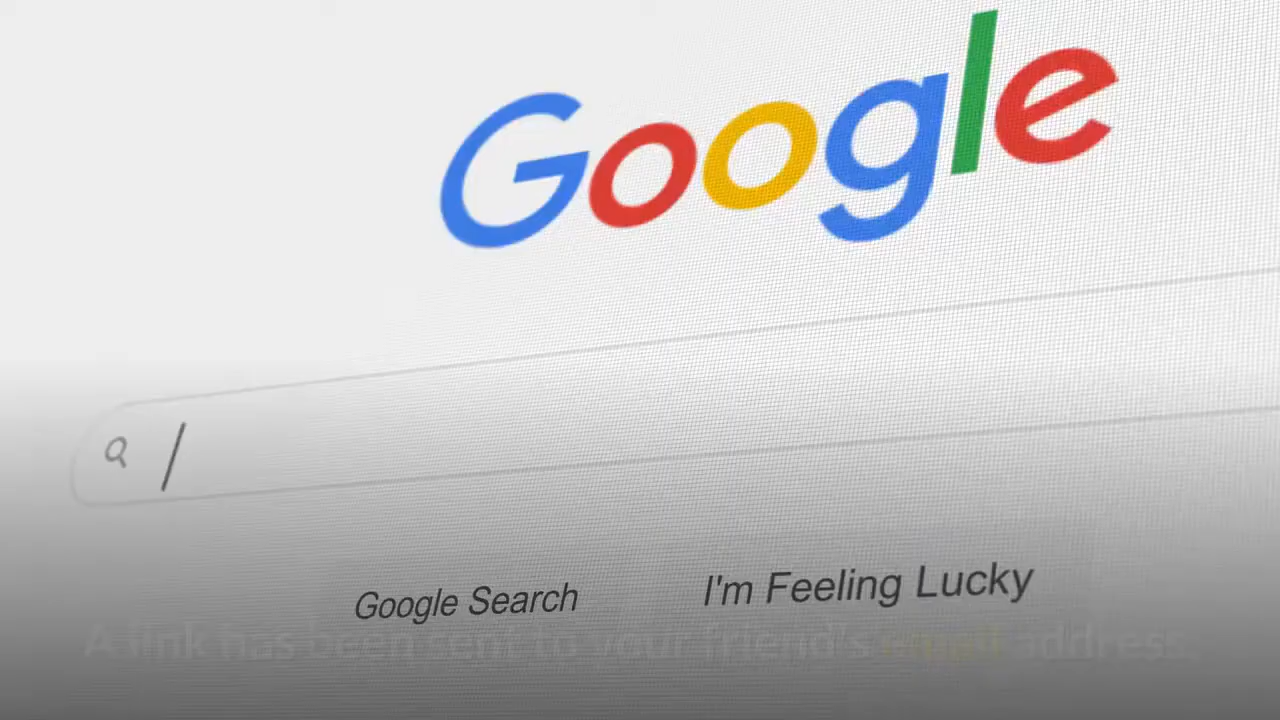 Google
Google Search
I'm Feeling Lucky
A link has been sent to your friend's email address.